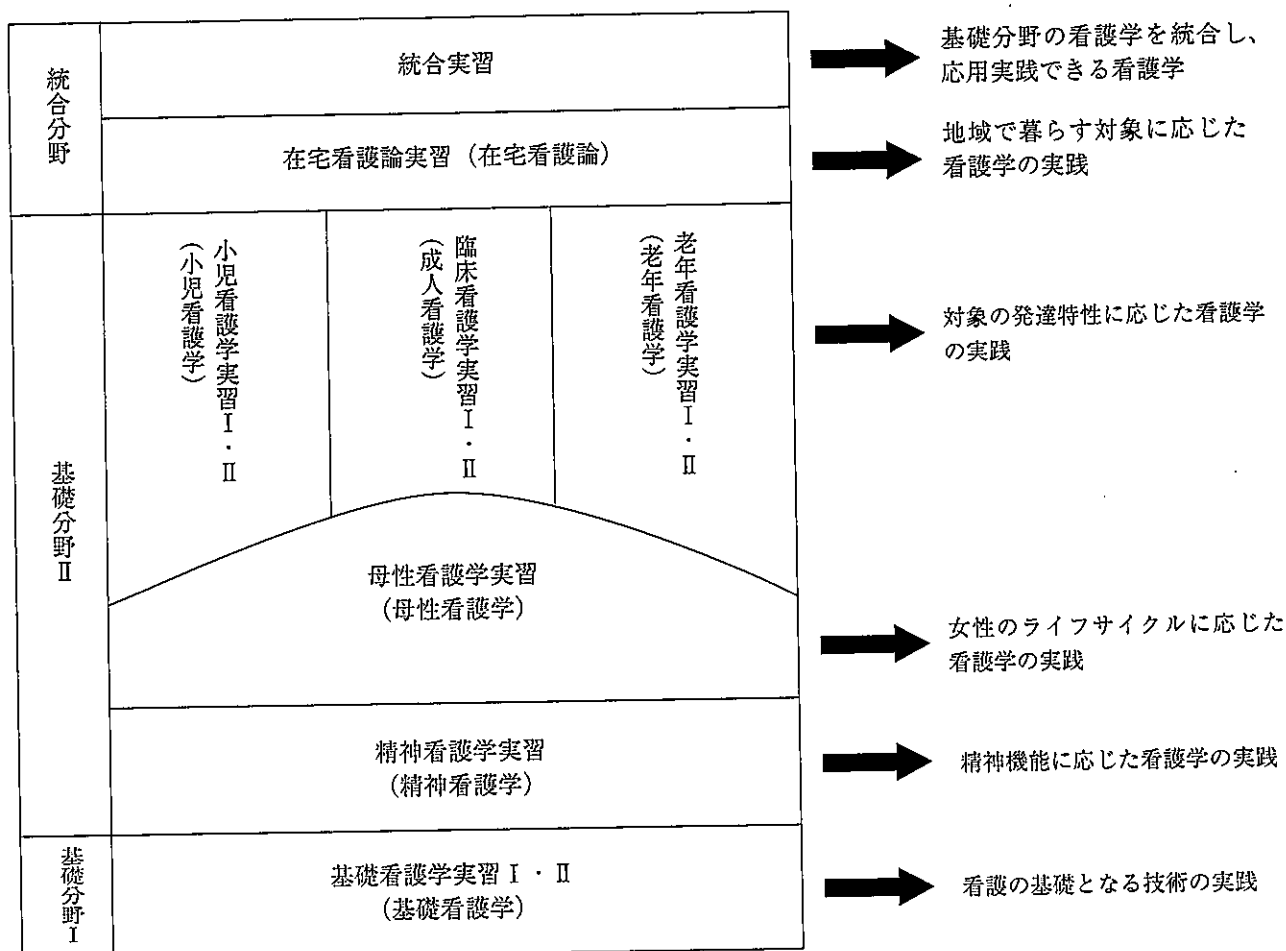 統合分野
統合実習
基礎分野の看護学を統合し、
応用実践できる看護学
在宅看護論実習（在宅看護論）
地域で暮らす対象に応じた
看護学の実践
基礎分野Ⅱ
小児看護学実習Ⅰ・Ⅱ
（小児看護学）
臨床看護学実習Ⅰ・Ⅱ
（成人看護学）
老年看護学実習Ⅰ・Ⅱ
（老年看護学）
対象の発達特性に応じた看護学
の実践
母性看護学実習
(母性看護学)
女性のライフサイクルに応じた
看護学の実践
精神看護学実習
(精神看護学)
精神機能に応じた看護学の実践
基礎分野Ⅰ
基礎看護学実習Ⅰ・Ⅱ
(基礎看護学)
看護の基礎となる技術の実践